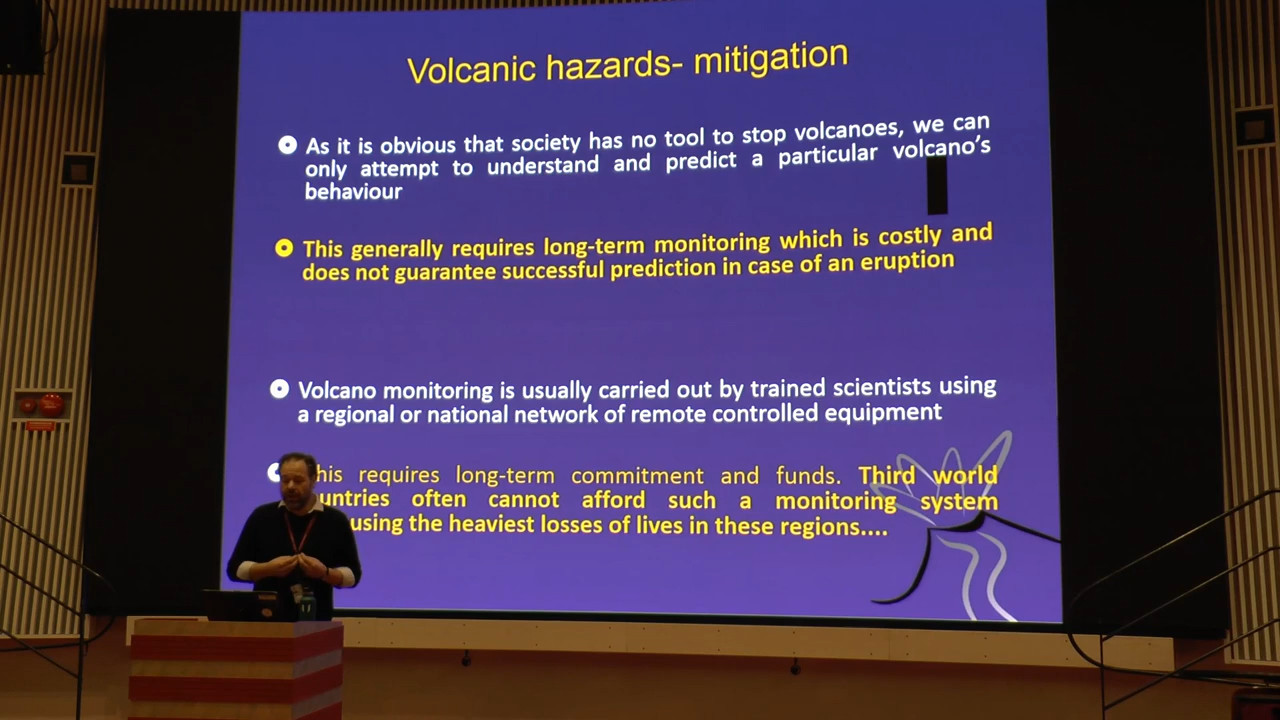 Volcanic hazards- mitigation
As it is obvious that society has no tool to stop volcanoes, we can
only attempt to understand and predict a particular volcano's
behaviour
This generally requires long-term monitoring which is costly and
does not guarantee successful prediction in case of an eruption
Volcano monitoring is usually carried out by trained scientists using
a regional or national network of remote controlled equipment
his requires long-term commitment and funds. Third world
untries often cannot afford such a monitoring system
using the heaviest losses of lives in these regions....